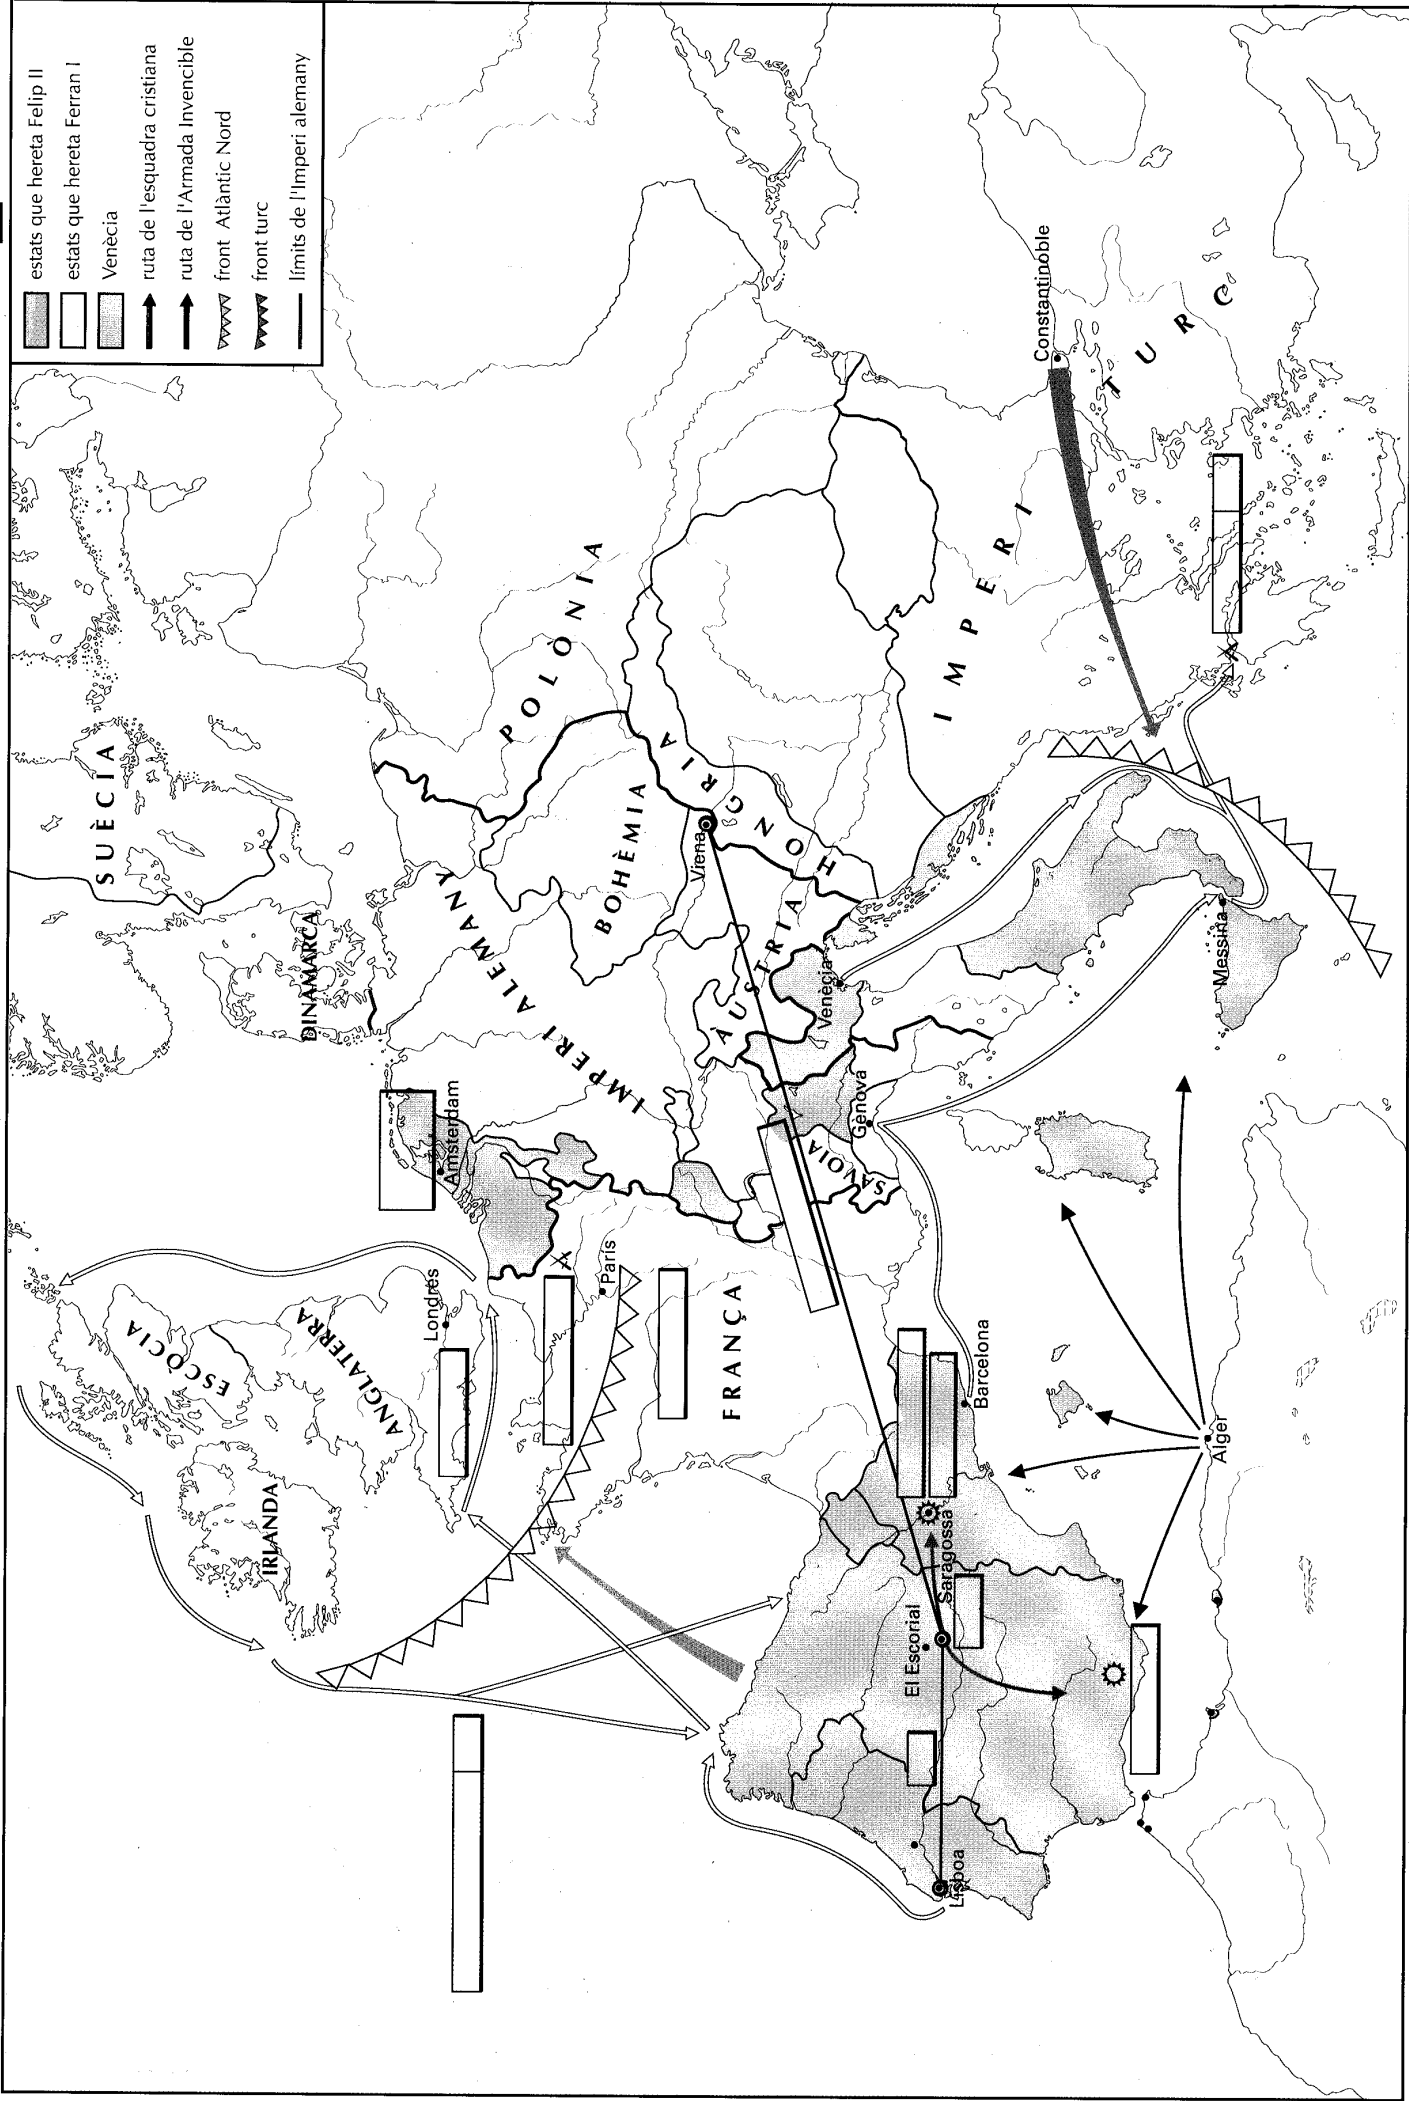 estats que hereta Felip II
estats que hereta Ferran I
Venècia
ruta de l'esquadra cristiana
ruta de l'Armada Invencible
front Atlàntic Nord
front turc
límits de l'Imperi alemany
SUÈCIA
DINAMARCA
ESCÒCIA
ANGLATERRA
IRLANDA
Londres
Amsterdam
IMPERI ALEMANY
POLÒNIA
BOHÈMIA
Viena
HONGRIA
ÀUSTRIA
París
FRANÇA
SAVOIA
Venècia
Gènova
IMPERI TURC
Constantinoble
Messina
Barcelona
Saragossa
El Escorial
Lisboa
Alger